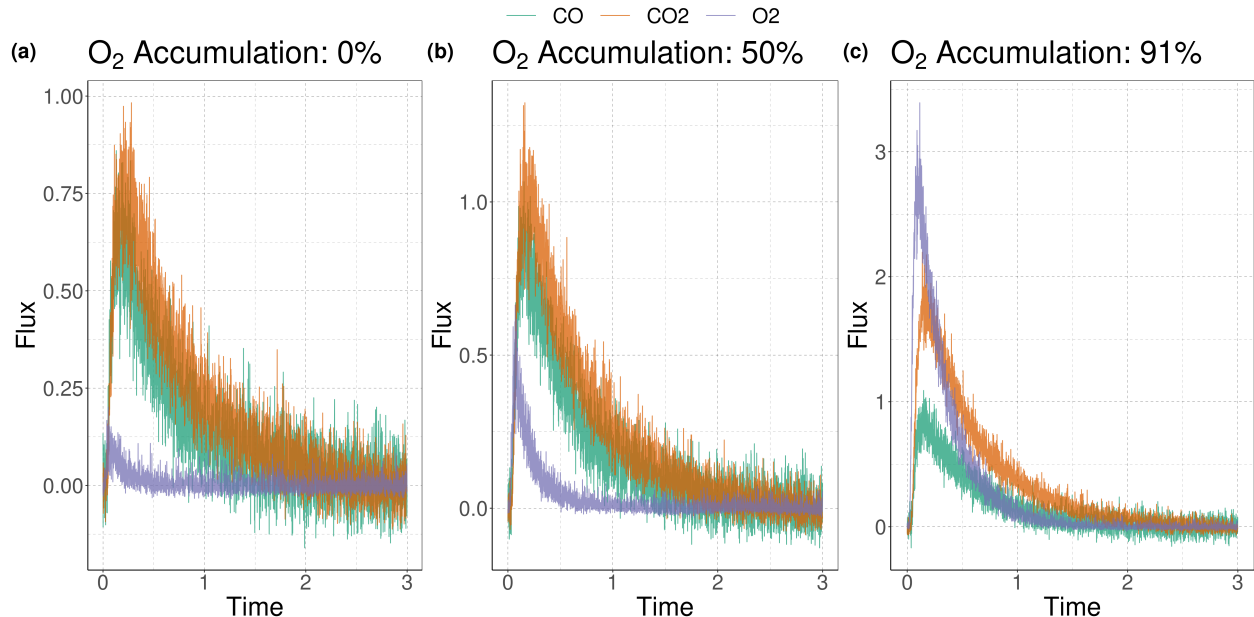 CO CO2 O2
(a) O₂ Accumulation: 0% (b) O₂ Accumulation: 50% (c) O₂ Accumulation: 91%
1.00
0.75
0.50
0.25
0.00
Flux
0 1 2 3
Time
1.0
0.5
0.0
Flux
0 1 2 3
Time
3
2
1
0
Flux
0 1 2 3
Time